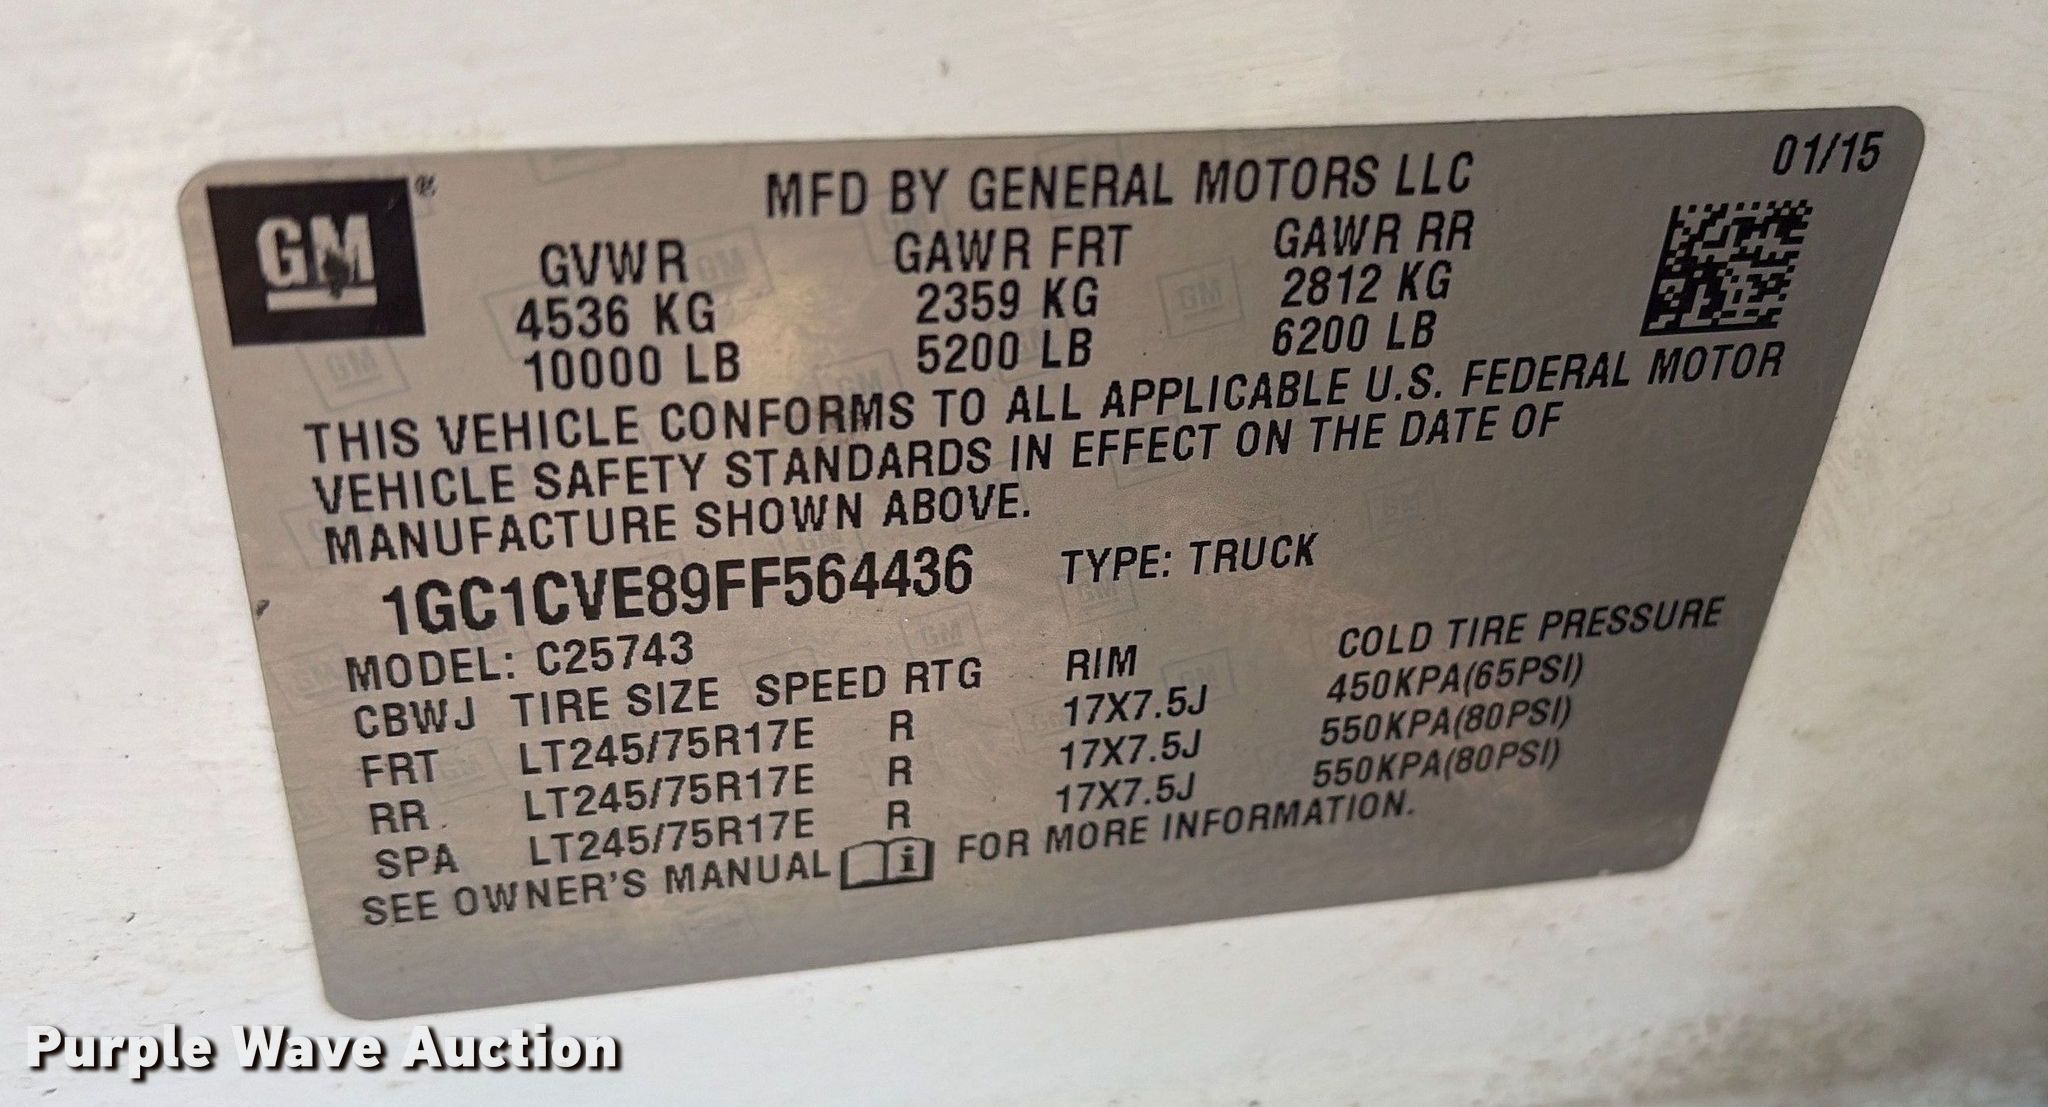 GM®
MFD BY GENERAL MOTORS LLC 01/15
GVWR GAWR FRT GAWR RR
4536 KG 2359 KG 2812 KG
10000 LB 5200 LB 6200 LB
THIS VEHICLE CONFORMS TO ALL APPLICABLE U.S. FEDERAL MOTOR
VEHICLE SAFETY STANDARDS IN EFFECT ON THE DATE OF
MANUFACTURE SHOWN ABOVE.
1GC1CVE89FF564436 TYPE: TRUCK
MODEL: C25743
CBWJ TIRE SIZE SPEED RTG RIM COLD TIRE PRESSURE
FRT LT245/75R17E R 17X7.5J 450KPA(65PSI)
RR LT245/75R17E R 17X7.5J 550KPA(80PSI)
SPA LT245/75R17E R 17X7.5J 550KPA(80PSI)
SEE OWNER'S MANUAL i FOR MORE INFORMATION.
Purple Wave Auction